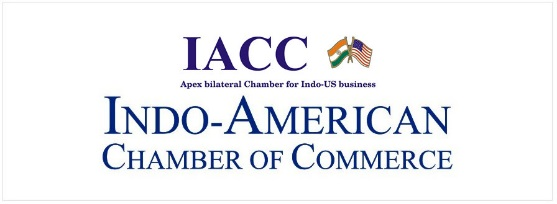 IACC
Apex bilateral Chamber for Indo-US business
INDO-AMERICAN
CHAMBER OF COMMERCE